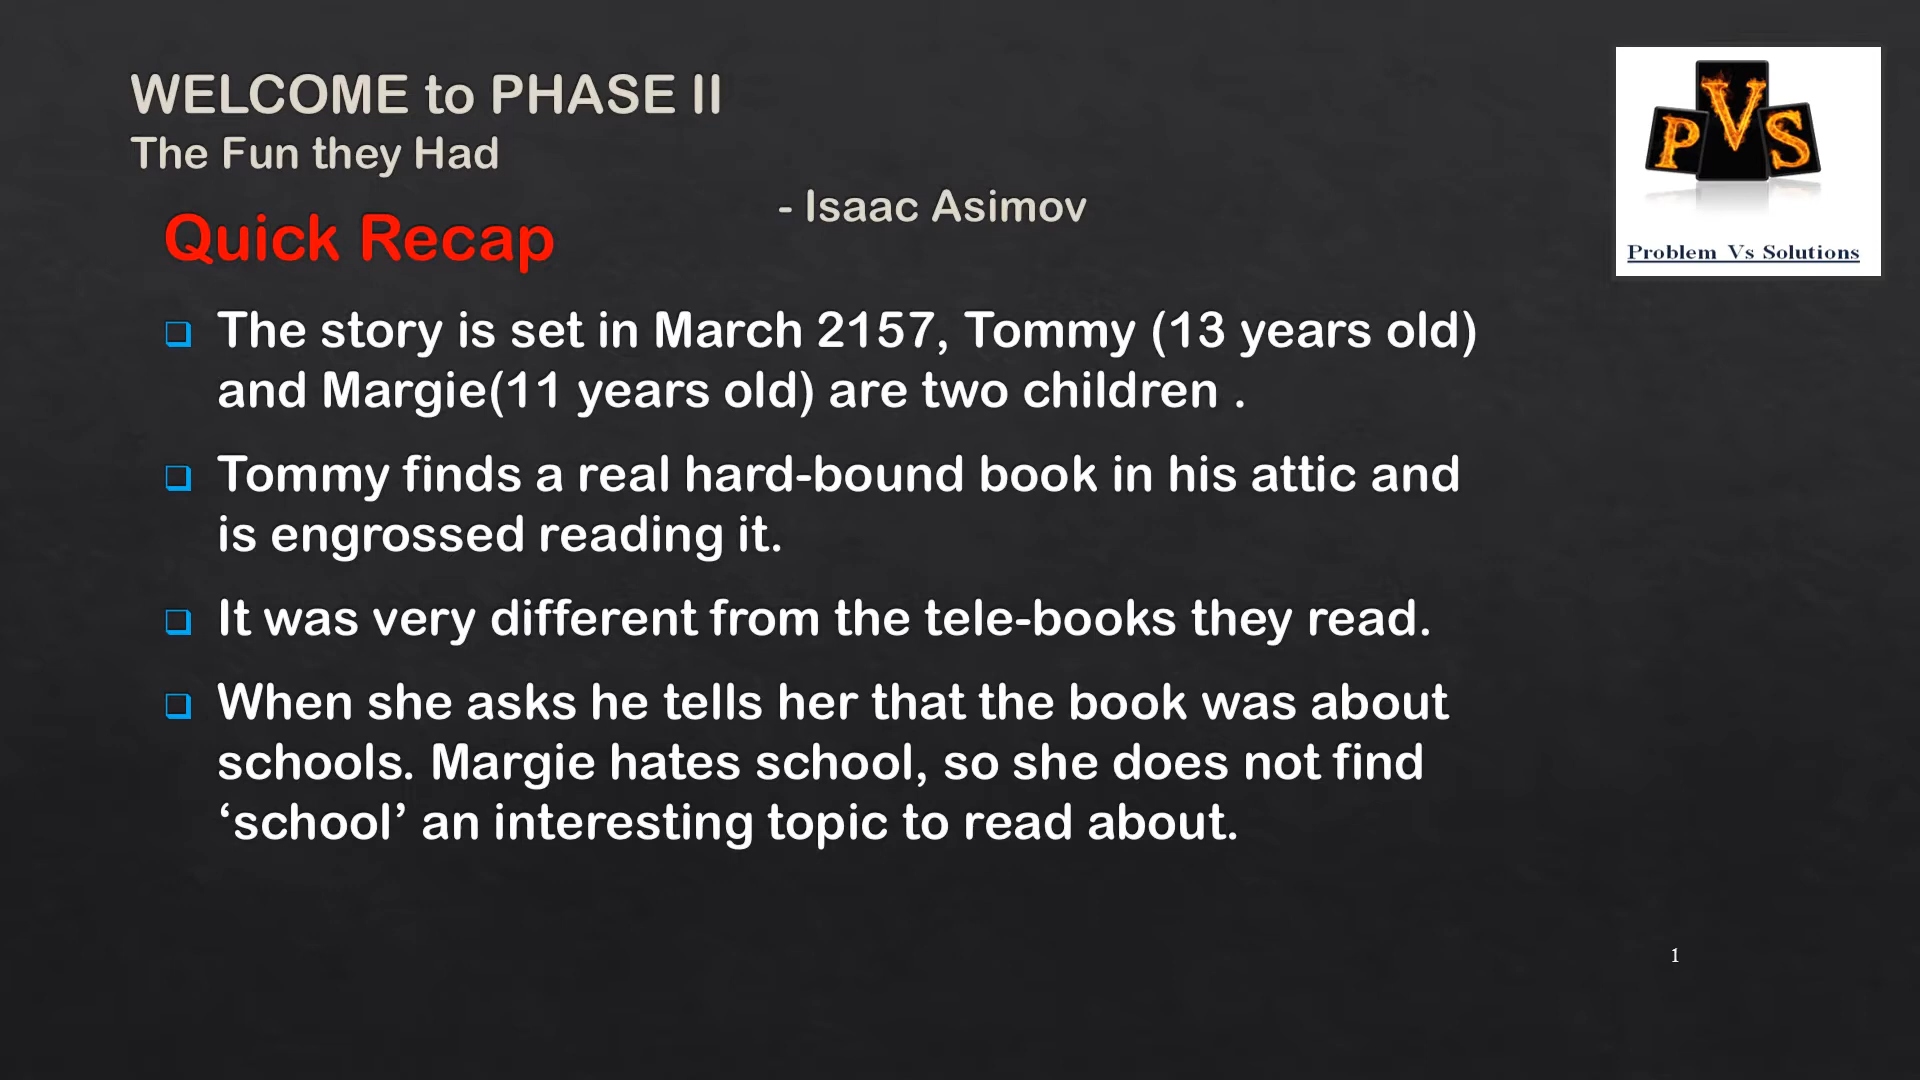 WELCOME to PHASE II
The Fun they Had
- Isaac Asimov
Quick Recap
PVS
Problem Vs Solutions
The story is set in March 2157, Tommy (13 years old)
and Margie(11 years old) are two children .
Tommy finds a real hard-bound book in his attic and
is engrossed reading it.
It was very different from the tele-books they read.
When she asks he tells her that the book was about
schools. Margie hates school, so she does not find
‘school’ an interesting topic to read about.
1